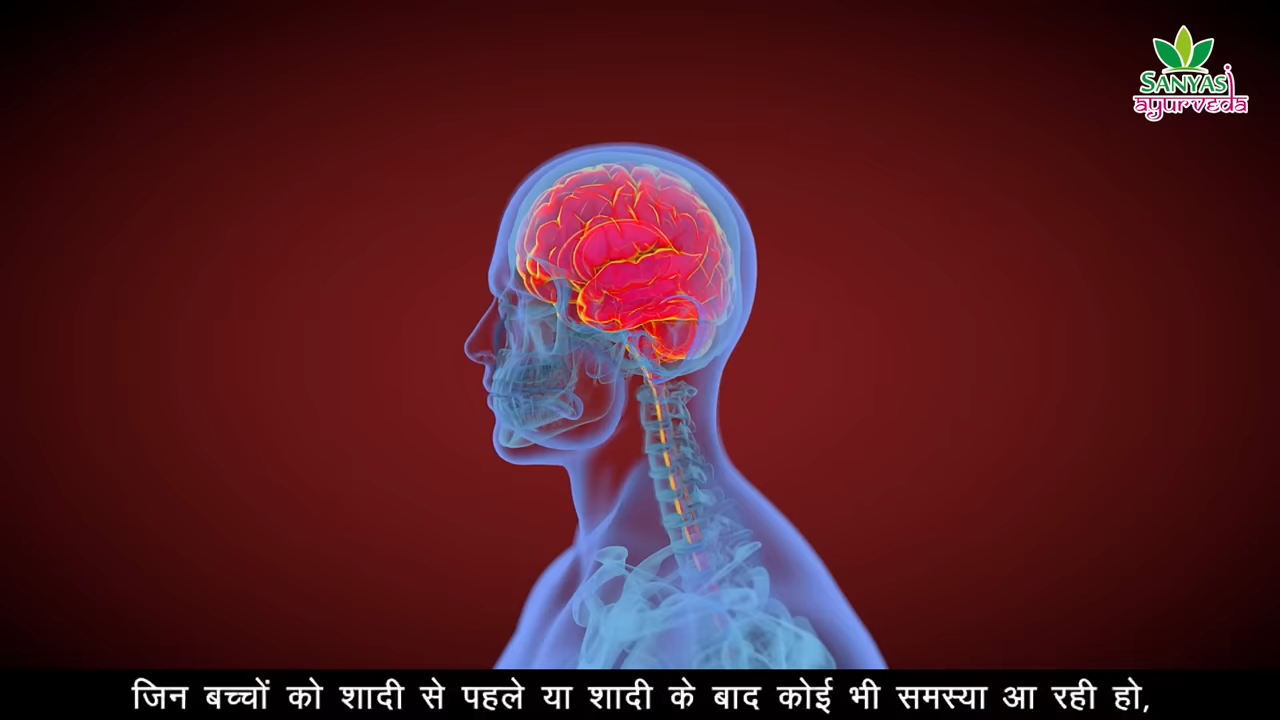 SANYASI
ayurveda
जिन बच्चों को शादी से पहले या शादी के बाद कोई भी समस्या आ रही हो,